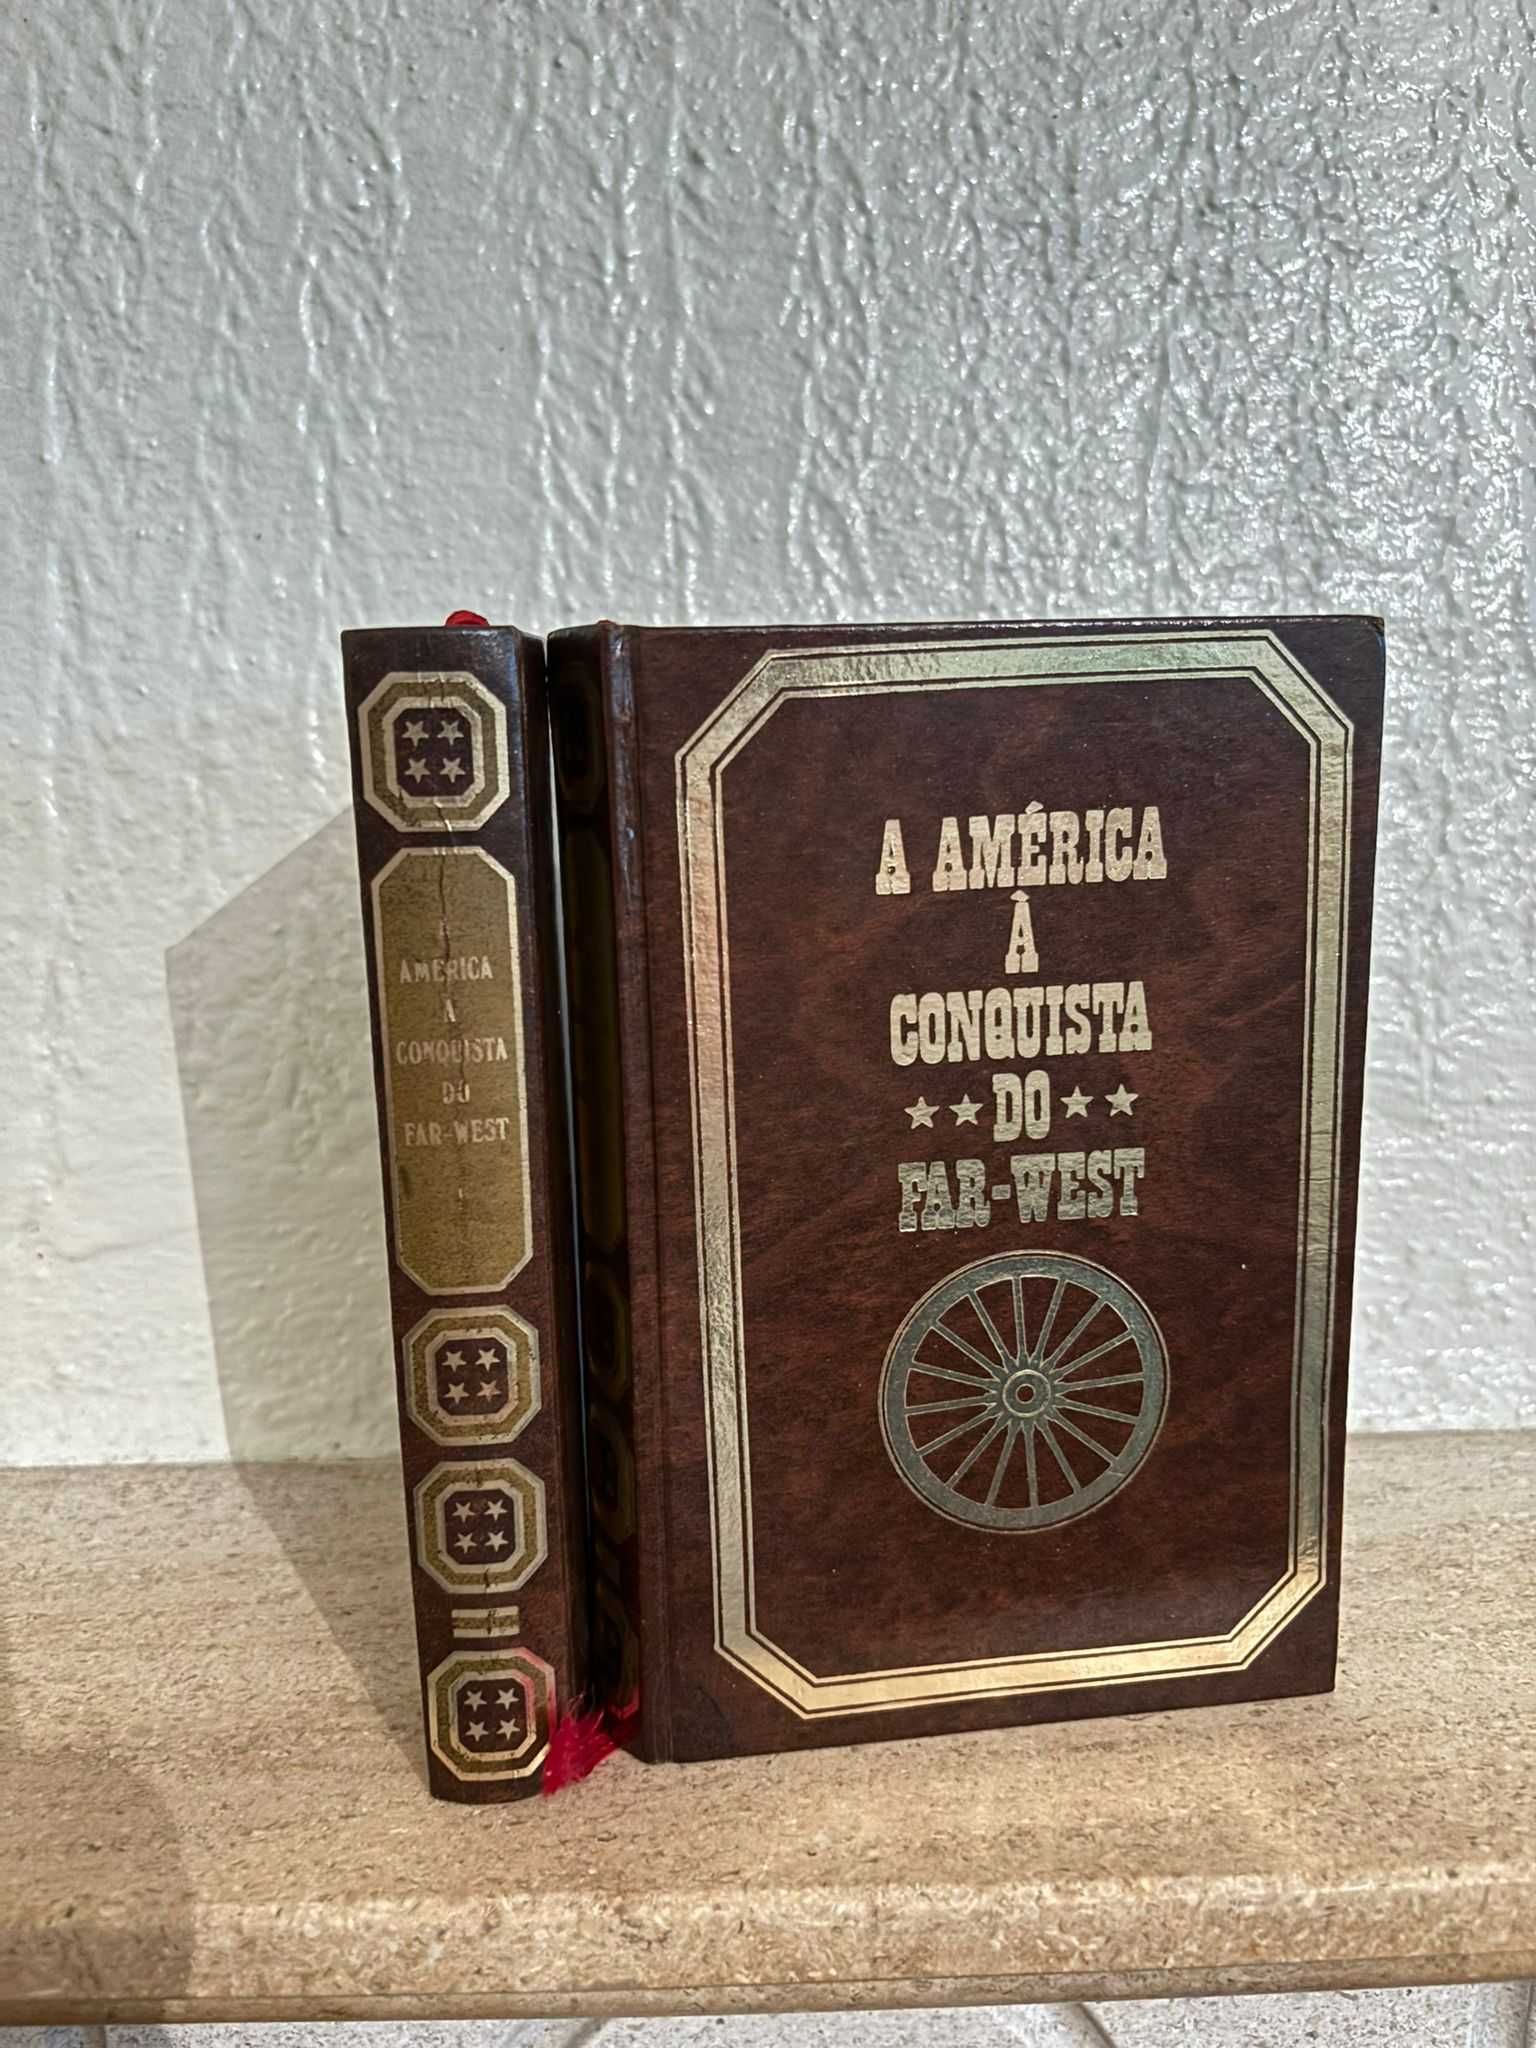 AMÉRICA
À
CONQUISTA
DO
FAR-WEST
A AMÉRICA
À
CONQUISTA
DO
FAR-WEST